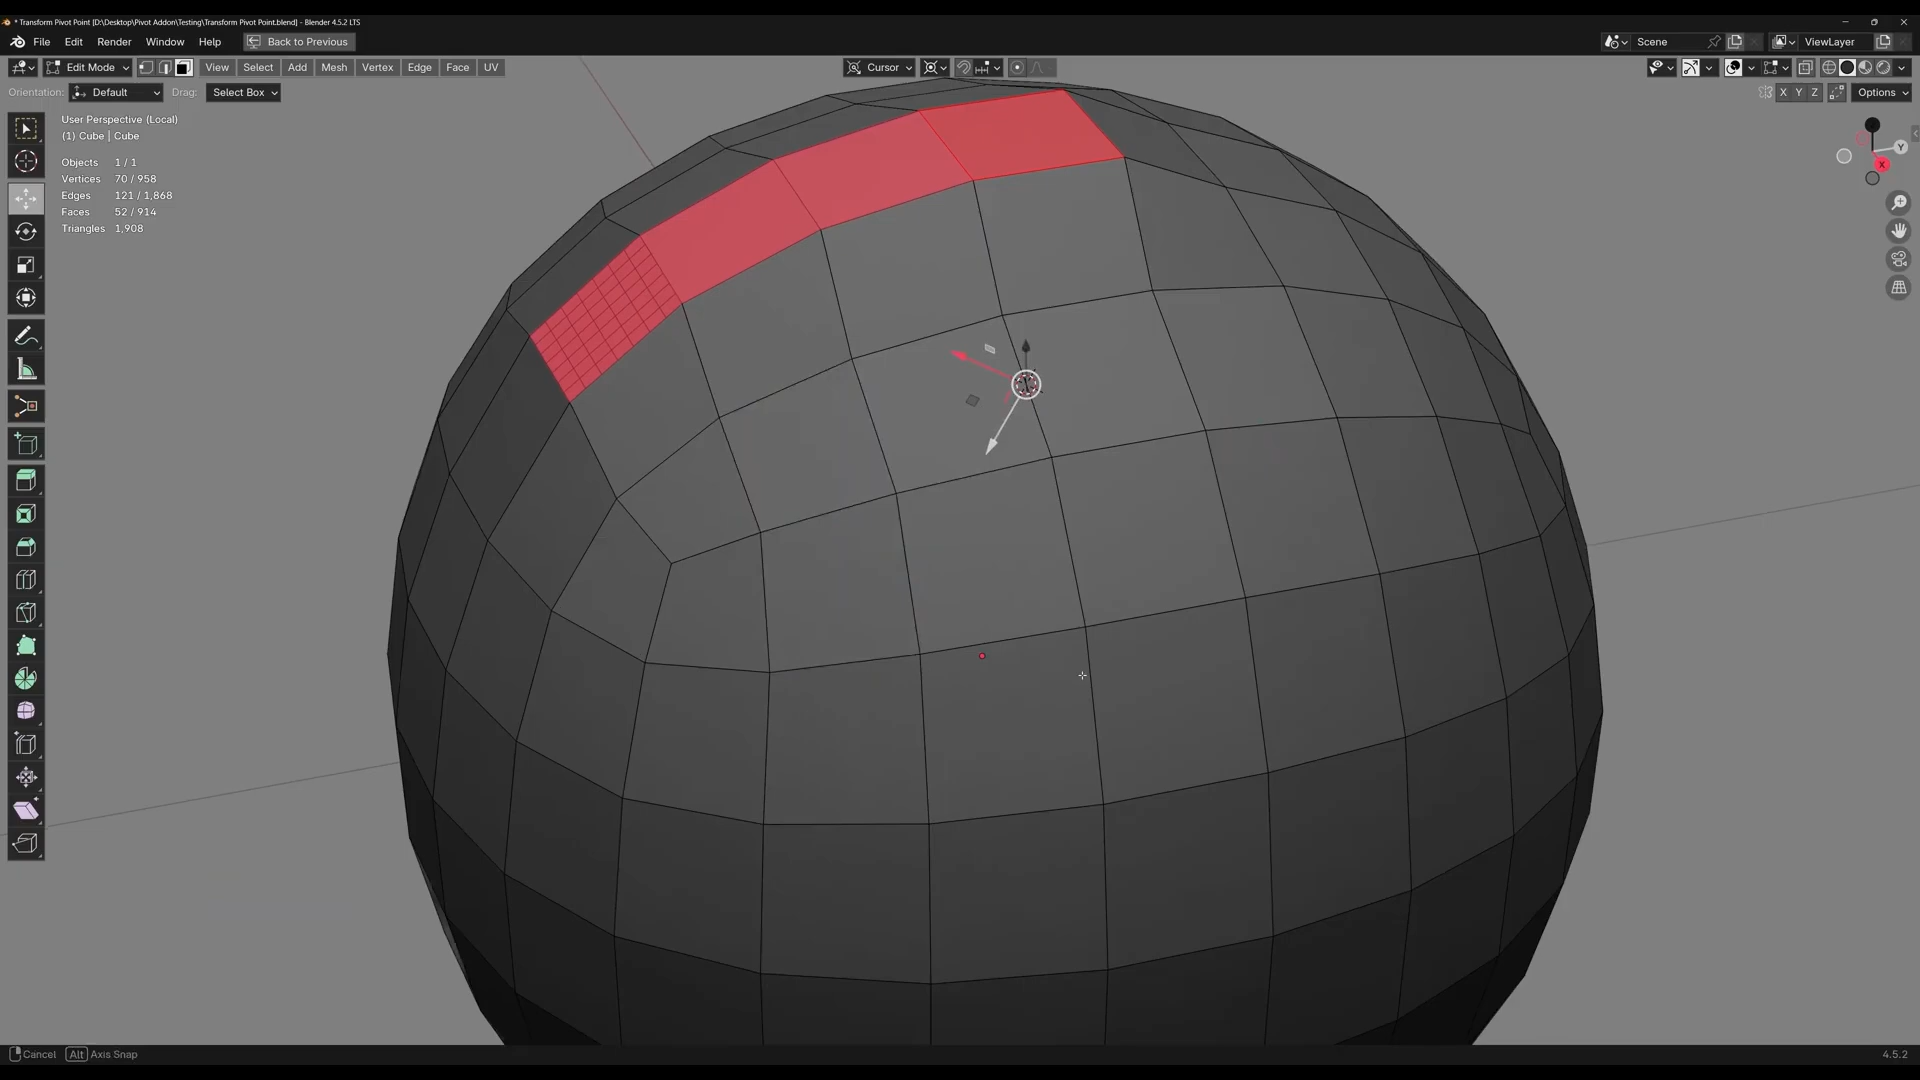 * Transform Pivot Point [D:\Desktop\Pivot Addon\Testing\Transform Pivot Point.blend] - Blender 4.5.2 LTS
File Edit Render Window Help Back to Previous Scene ViewLayer
Edit Mode View Select Add Mesh Vertex Edge Face UV Cursor
Orientation: Default Drag: Select Box X Y Z Options
User Perspective (Local)
(1) Cube | Cube
Objects 1 / 1
Vertices 70 / 958
Edges 121 / 1,868
Faces 52 / 914
Triangles 1,908
Y
X
Cancel Alt Axis Snap 4.5.2